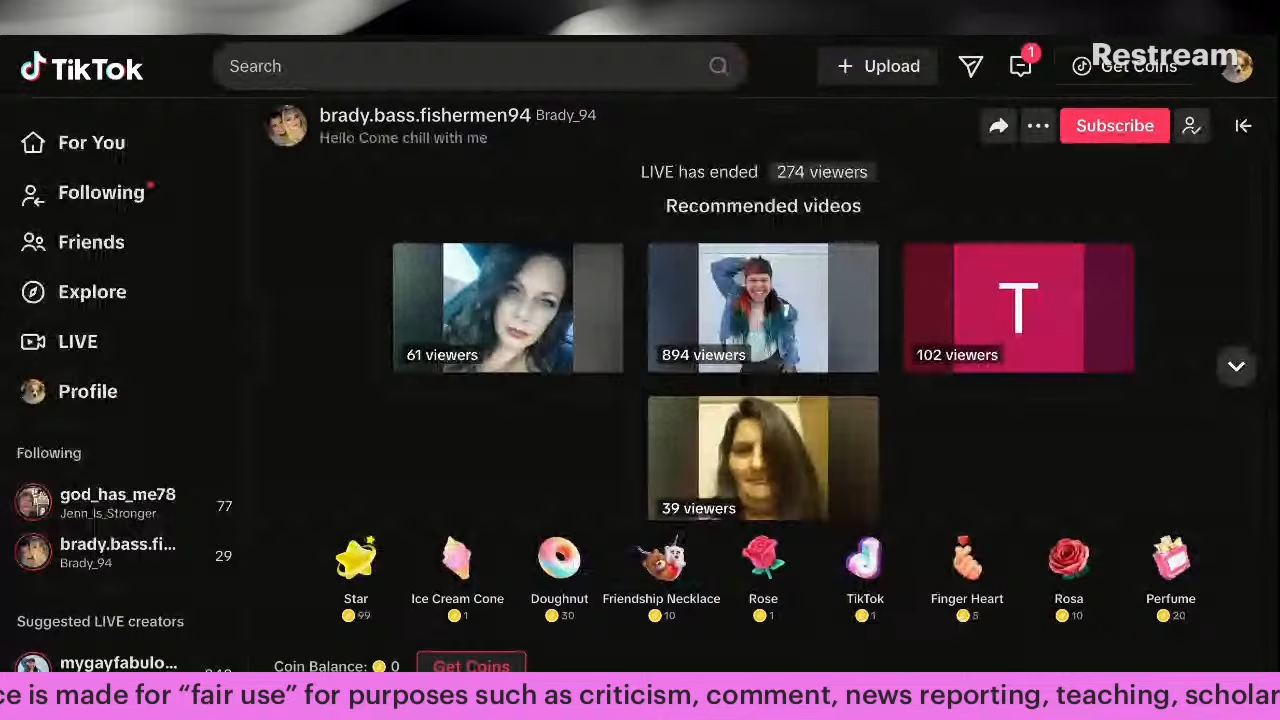 TikTok
Search
Upload
1
Get Coins
Restream
brady.bass.fishermen94 Brady_94
Hello Come chill with me
Subscribe
For You
Following
Friends
Explore
LIVE
Profile
LIVE has ended 274 viewers
Recommended videos
61 viewers
894 viewers
T
102 viewers
39 viewers
Following
god_has_me78
Jenn_Is_Stronger
77
brady.bass.fi...
Brady_94
29
Suggested LIVE creators
mygayfabulo...
Star
99
Ice Cream Cone
1
Doughnut
30
Friendship Necklace
10
Rose
1
TikTok
1
Finger Heart
5
Rosa
10
Perfume
20
Coin Balance: 0
Get Coins
ce is made for “fair use” for purposes such as criticism, comment, news reporting, teaching, scholar